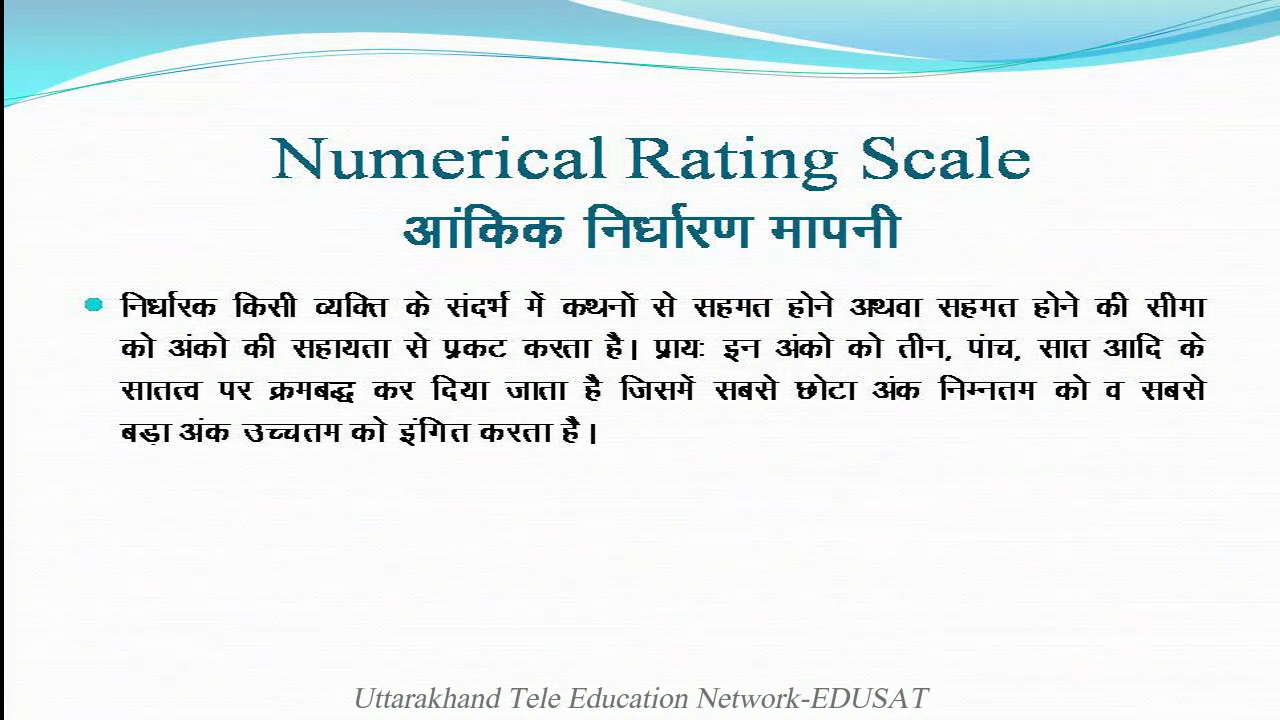 Numerical Rating Scale
आंकिक निर्धारण मापनी
निर्धारक किसी व्यक्ति के संदर्भ में कथनों से सहमत होने अथवा सहमत होने की सीमा
को अंको की सहायता से प्रकट करता है। प्रायः इन अंको को तीन, पांच, सात आदि के
सातत्व पर क्रमबद्ध कर दिया जाता है जिसमें सबसे छोटा अंक निम्नतम को व सबसे
बड़ा अंक उच्चतम को इंगित करता है।
Uttarakhand Tele Education Network-EDUSAT